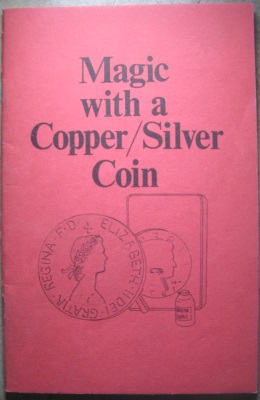 Magic
with a
Copper/Silver
Coin
REGINA · F · D · ✢ ELIZABETH · II · DEI · GRATIA ·